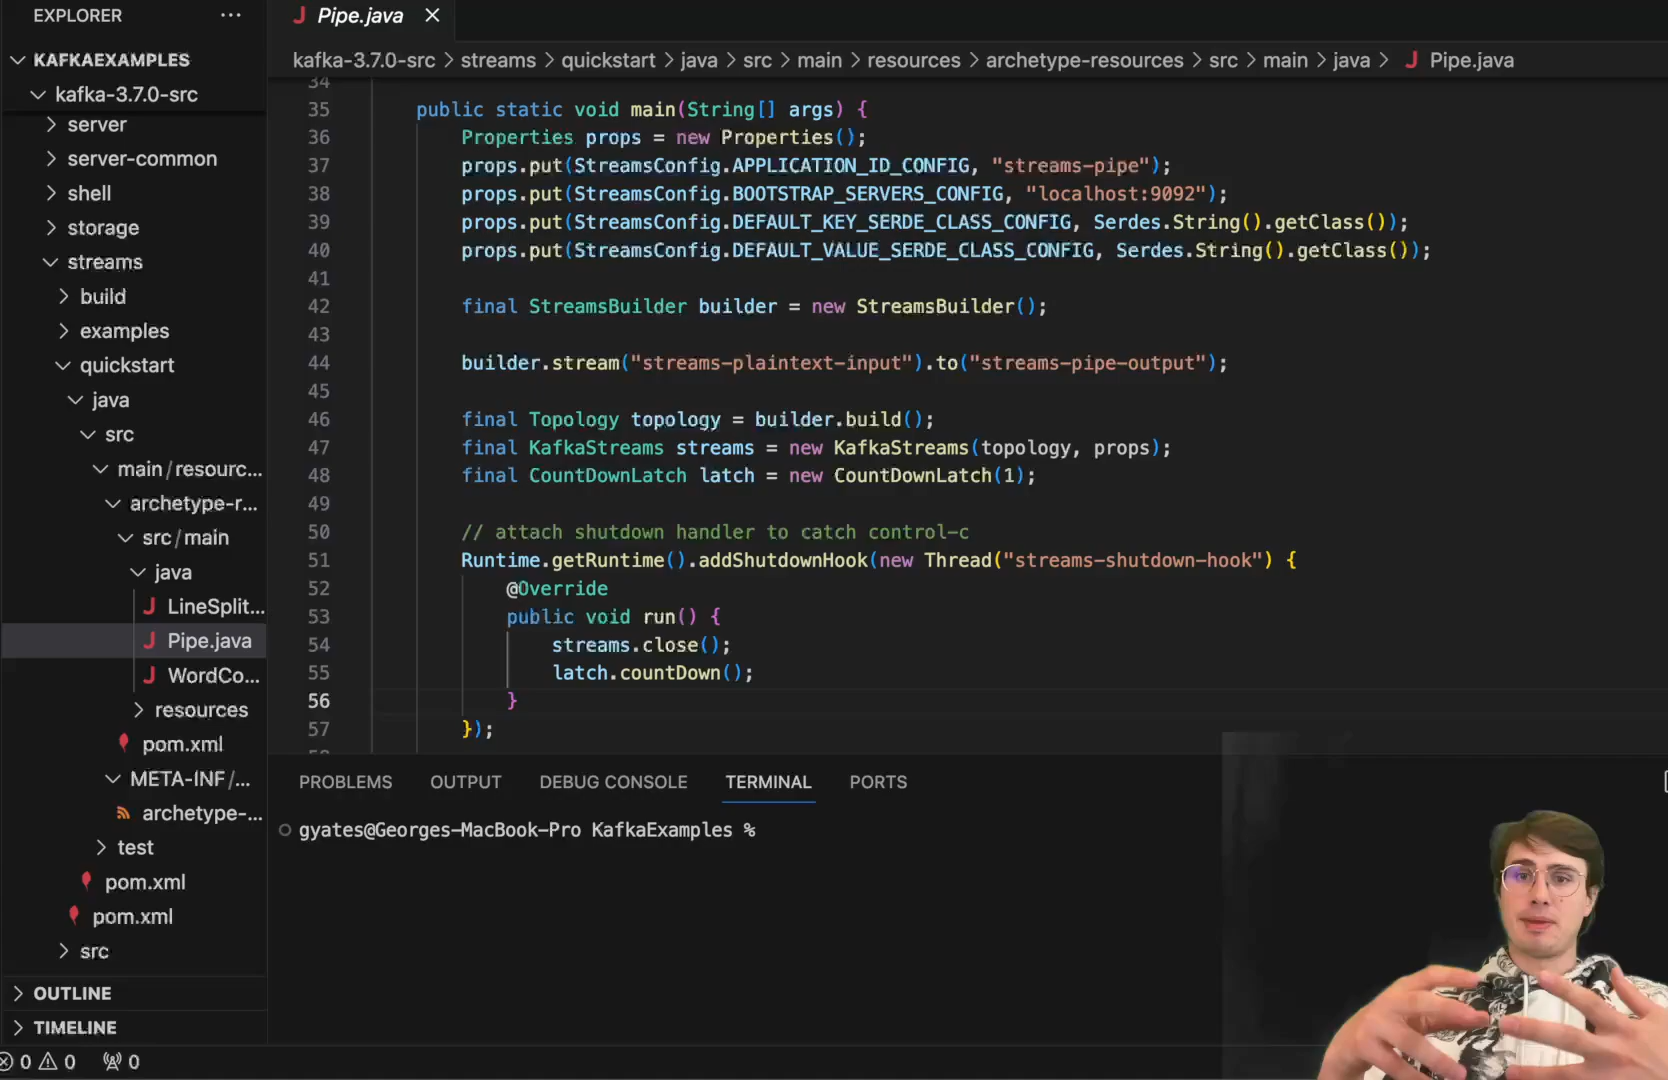 EXPLORER ...
KAFKAEXAMPLES
kafka-3.7.0-src
server
server-common
shell
storage
streams
build
examples
quickstart
java
src
main/resourc...
archetype-r...
src/main
java
LineSplit...
Pipe.java
WordCo...
resources
pom.xml
META-INF/...
archetype-...
test
pom.xml
pom.xml
src
OUTLINE
TIMELINE
0 0 0
Pipe.java
kafka-3.7.0-src > streams > quickstart > java > src > main > resources > archetype-resources > src > main > java > Pipe.java
34
35 public static void main(String[] args) {
36 Properties props = new Properties();
37 props.put(StreamsConfig.APPLICATION_ID_CONFIG, "streams-pipe");
38 props.put(StreamsConfig.BOOTSTRAP_SERVERS_CONFIG, "localhost:9092");
39 props.put(StreamsConfig.DEFAULT_KEY_SERDE_CLASS_CONFIG, Serdes.String().getClass());
40 props.put(StreamsConfig.DEFAULT_VALUE_SERDE_CLASS_CONFIG, Serdes.String().getClass());
41
42 final StreamsBuilder builder = new StreamsBuilder();
43
44 builder.stream("streams-plaintext-input").to("streams-pipe-output");
45
46 final Topology topology = builder.build();
47 final KafkaStreams streams = new KafkaStreams(topology, props);
48 final CountDownLatch latch = new CountDownLatch(1);
49
50 // attach shutdown handler to catch control-c
51 Runtime.getRuntime().addShutdownHook(new Thread("streams-shutdown-hook") {
52 @Override
53 public void run() {
54 streams.close();
55 latch.countDown();
56 }
57 });
PROBLEMS OUTPUT DEBUG CONSOLE TERMINAL PORTS
gyates@Georges-MacBook-Pro KafkaExamples %